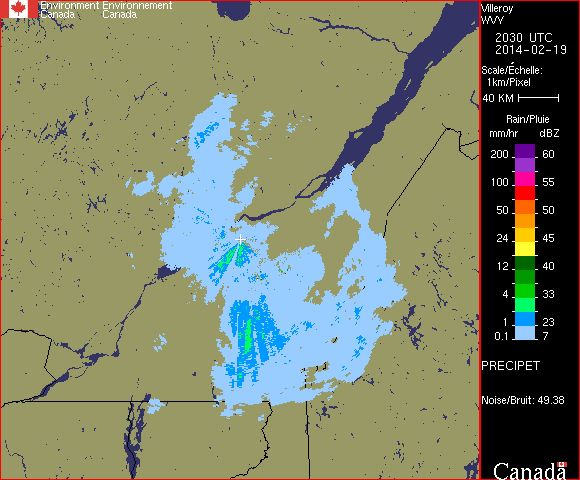 Environment Environnement
Canada Canada
Villeroy
WVY
2030 UTC
2014-02-19
Scale/Échelle:
1km/Pixel
40 KM
Rain/Pluie
mm/hr dBZ
200 60
150 57
100 55
50 50
24 45
12 40
4 33
1 23
0.1 7
PRECIPET
Noise/Bruit: 49.38
Canada